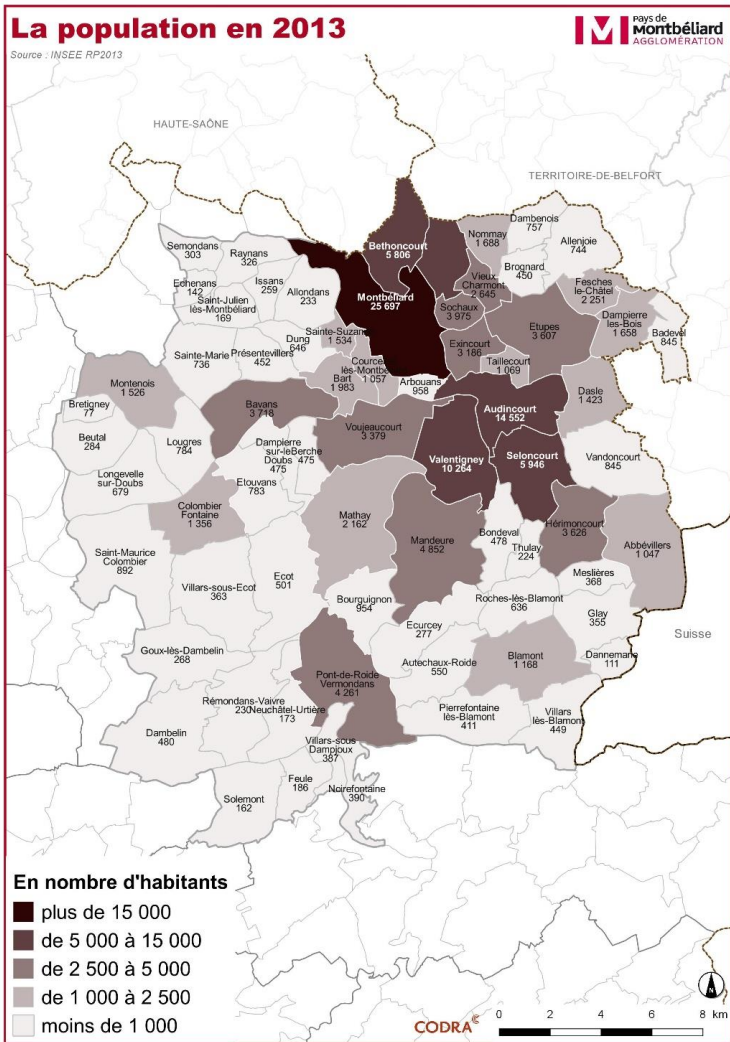 La population en 2013
Source : INSEE RP2013
Pays de
Montbéliard
AGGLOMÉRATION
HAUTE-SAÔNE
TERRITOIRE-DE-BELFORT
Suisse
Dambenois
757
Allenjoie
744
Nommay
1 688
Bethoncourt
5 806
Brognard
450
Semondans
303
Raynans
326
Echenans
142
Issans
259
Saint-Julien
lès-Montbéliard
169
Allondans
233
Montbéliard
25 697
Vieux
Charmont
2 645
Fesches
le-Châtel
2 251
Sochaux
3 975
Etupes
3 607
Dampierre
les-Bois
1 658
Badevel
845
Dung
646
Sainte-Suzan
1 534
Exincourt
3 186
Taillecourt
1 069
Sainte-Marie
736
Présentevillers
452
Courcel
lès-Montbé
1 057
Bart
1 983
Arbouans
958
Montenois
1 526
Bretigney
77
Bavans
3 718
Audincourt
14 552
Dasle
1 423
Beutal
284
Lougres
784
Voujeaucourt
3 379
Valentigney
10 264
Seloncourt
5 946
Vandoncourt
845
Dampierre
sur-le
Doubs
475
Berche
475
Longevelle
sur-Doubs
679
Etouvans
783
Colombier
Fontaine
1 356
Mathay
2 162
Mandeure
4 852
Bondeval
478
Thulay
224
Hérimoncourt
3 626
Abbévillers
1 047
Saint-Maurice
Colombier
892
Villars-sous-Ecot
363
Ecot
501
Bourguignon
954
Meslières
368
Roches-lès-Blamont
636
Glay
355
Ecurcey
277
Goux-lès-Dambelin
268
Pont-de-Roide
Vermondans
4 261
Autechaux-Roide
550
Blamont
1 168
Dannemarie
111
Rémondans-Vaivre
230
Neuchâtel-Urtière
173
Pierrefontaine
lès-Blamont
411
Villars
lès-Blamont
449
Dambelin
480
Villars-sous
Dampjoux
387
Feule
186
Noirefontaine
390
Solemont
162
En nombre d'habitants
plus de 15 000
de 5 000 à 15 000
de 2 500 à 5 000
de 1 000 à 2 500
moins de 1 000
CODRA
N
0 2 4 6 8 km